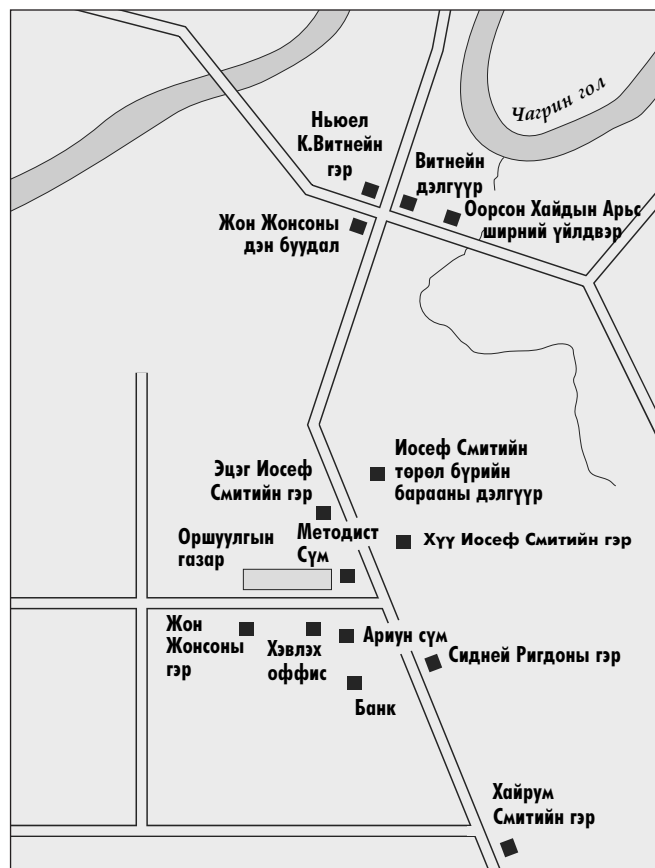 Чагрин гол
Ньюел
К.Витнейн
гэр
Витнейн
дэлгүүр
Оорсон Хайдын Арьс
ширний үйлдвэр
Жон Жонсоны
дэн буудал
Иосеф Смитийн
төрөл бүрийн
барааны дэлгүүр
Эцэг Иосеф
Смитийн гэр
Оршуулгын
газар
Методист
Сүм
Хүү Иосеф Смитийн гэр
Жон
Жонсоны
гэр
Хэвлэх
оффис
Ариун сүм
Сидней Ригдоны гэр
Банк
Хайрум
Смитийн гэр